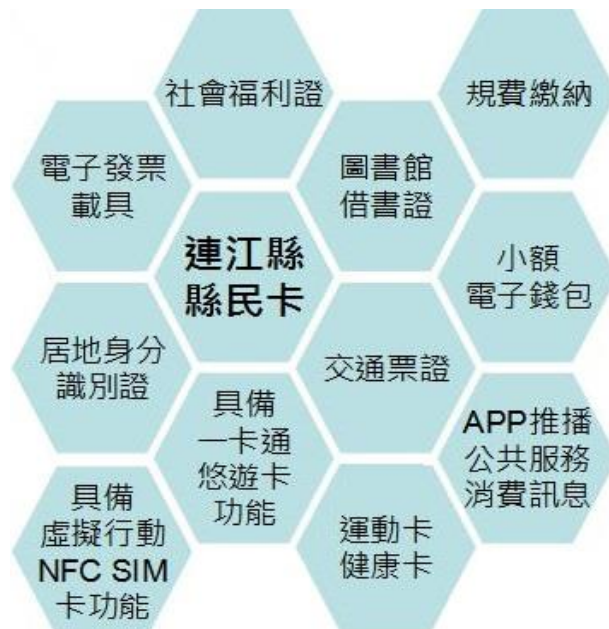 社會福利證
規費繳納
電子發票
載具
圖書館
借書證
連江縣
縣民卡
小額
電子錢包
居地身分
識別證
交通票證
具備
一卡通
悠遊卡
功能
APP推播
公共服務
消費訊息
具備
虛擬行動
NFC SIM
卡功能
運動卡
健康卡